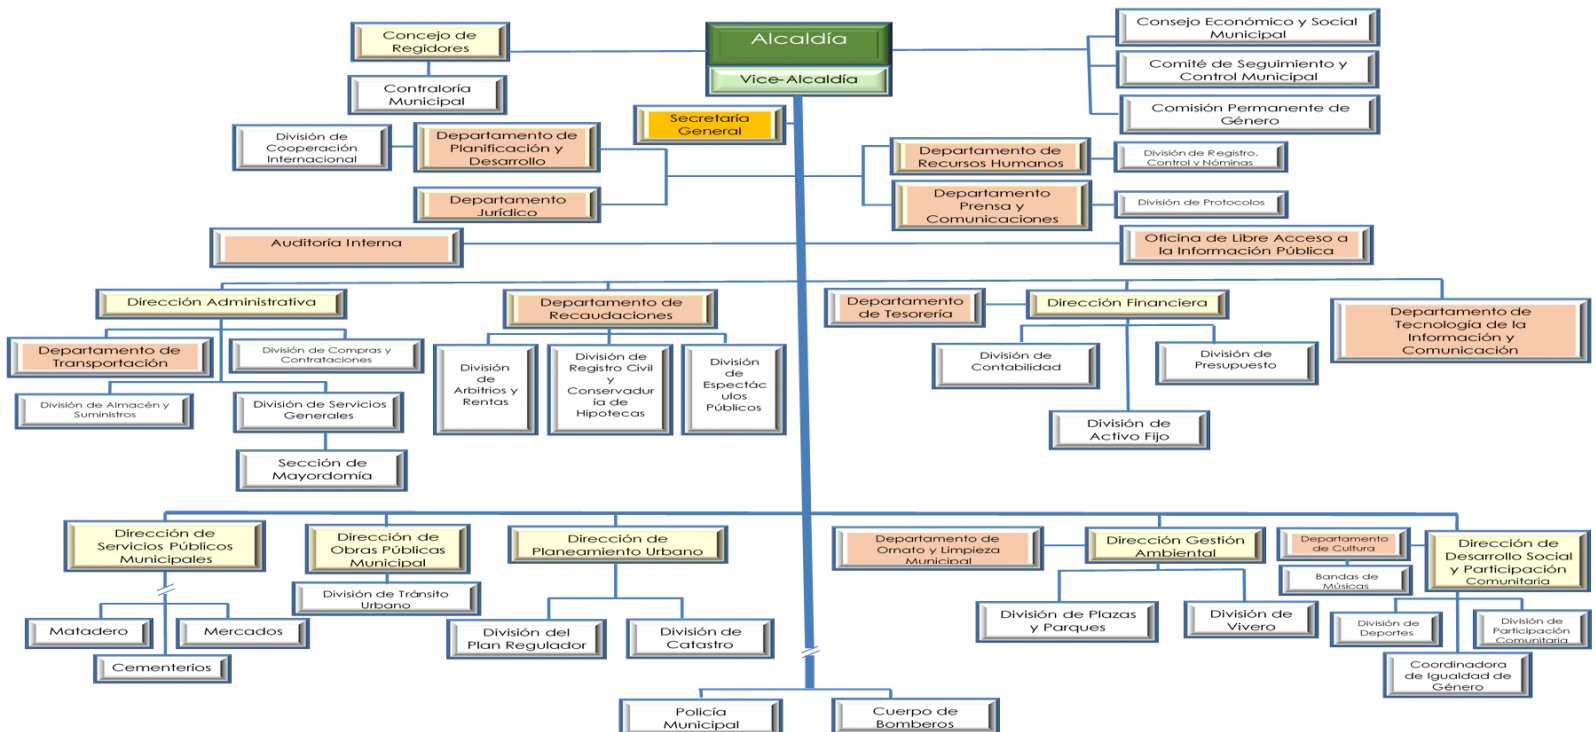 Concejo de
Regidores
Contraloría
Municipal
Alcaldía
Vice-Alcaldía
Consejo Económico y Social
Municipal
Comité de Seguimiento y
Control Municipal
Comisión Permanente de
Género
Secretaría
General
División de
Cooperación
Internacional
Departamento de
Planificación y
Desarrollo
Departamento
Jurídico
Departamento de
Recursos Humanos
División de Registro,
Control y Nóminas
Departamento
Prensa y
Comunicaciones
División de Protocolos
Auditoría Interna
Oficina de Libre Acceso a
la Información Pública
Dirección Administrativa
Departamento de
Transportación
División de Compras y
Contrataciones
División de Almacén y
Suministros
División de Servicios
Generales
Sección de
Mayordomía
Departamento de
Recaudaciones
División
de
Arbitrios y
Rentas
División de
Registro Civil
y
Conservadur
ía de
Hipotecas
División
de
Espectác
ulos
Públicos
Departamento
de Tesorería
Dirección Financiera
División de
Contabilidad
División de
Presupuesto
División de
Activo Fijo
Departamento de
Tecnología de la
Información y
Comunicación
Dirección de
Servicios Públicos
Municipales
Matadero
Mercados
Cementerios
Dirección de
Obras Públicas
Municipal
División de Tránsito
Urbano
Dirección de
Planeamiento Urbano
División del
Plan Regulador
División de
Catastro
Departamento de
Ornato y Limpieza
Municipal
Dirección Gestión
Ambiental
División de Plazas
y Parques
División de
Vivero
Departamento
de Cultura
Bandas de
Músicas
Dirección de
Desarrollo Social
y Participación
Comunitaria
División de
Deportes
División de
Participación
Comunitaria
Coordinadora
de Igualdad de
Género
Policía
Municipal
Cuerpo de
Bomberos